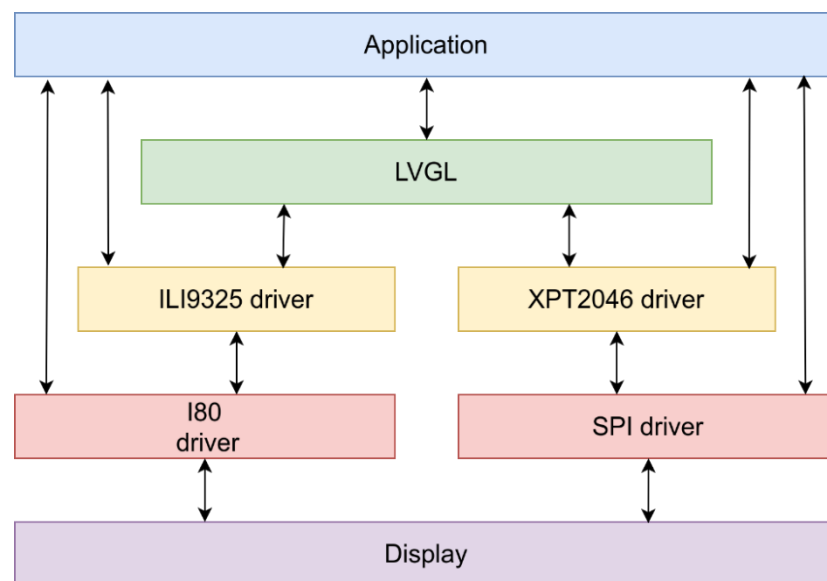 Application
LVGL
ILI9325 driver
XPT2046 driver
I80
driver
SPI driver
Display